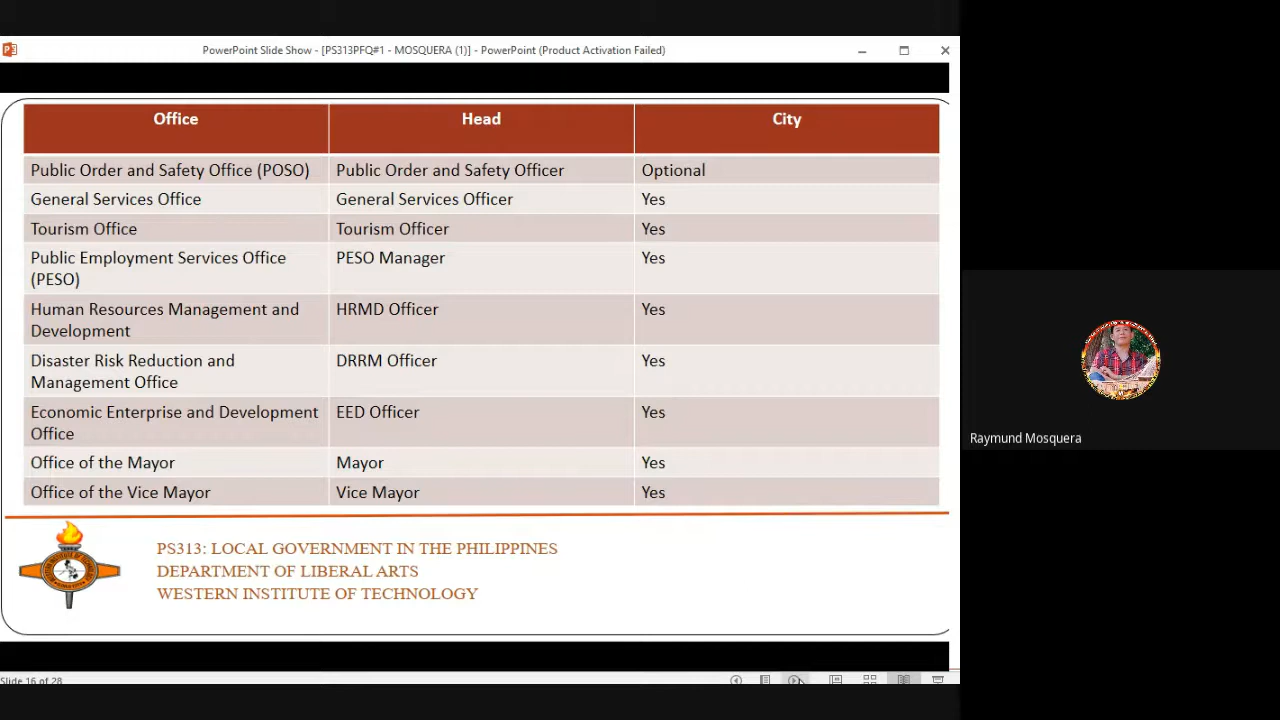 PowerPoint Slide Show - [PS313PFQ#1 - MOSQUERA (1)] - PowerPoint (Product Activation Failed)
Office Head City
Public Order and Safety Office (POSO) Public Order and Safety Officer Optional
General Services Office General Services Officer Yes
Tourism Office Tourism Officer Yes
Public Employment Services Office PESO Manager Yes
(PESO)
Human Resources Management and HRMD Officer Yes
Development
Disaster Risk Reduction and DRRM Officer Yes
Management Office
Economic Enterprise and Development EED Officer Yes
Office
Office of the Mayor Mayor Yes
Office of the Vice Mayor Vice Mayor Yes
PS313: LOCAL GOVERNMENT IN THE PHILIPPINES
DEPARTMENT OF LIBERAL ARTS
WESTERN INSTITUTE OF TECHNOLOGY
Slide 16 of 28
Raymund Mosquera